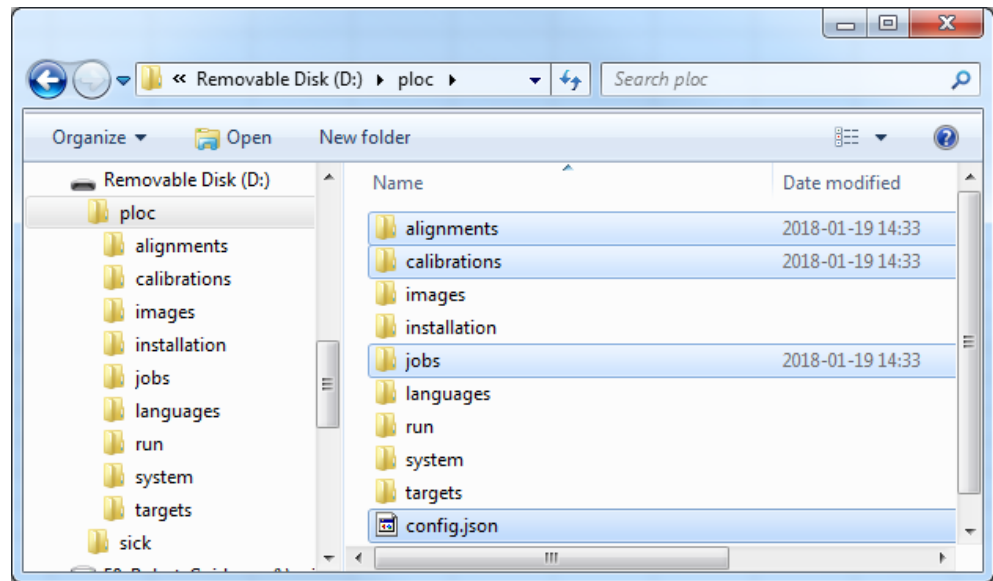 « Removable Disk (D:) ▸ ploc ▸
Search ploc
Organize
Open
New folder
Removable Disk (D:)
ploc
alignments
calibrations
images
installation
jobs
languages
run
system
targets
sick
Name
Date modified
alignments 2018-01-19 14:33
calibrations 2018-01-19 14:33
images
installation
jobs 2018-01-19 14:33
languages
run
system
targets
config.json